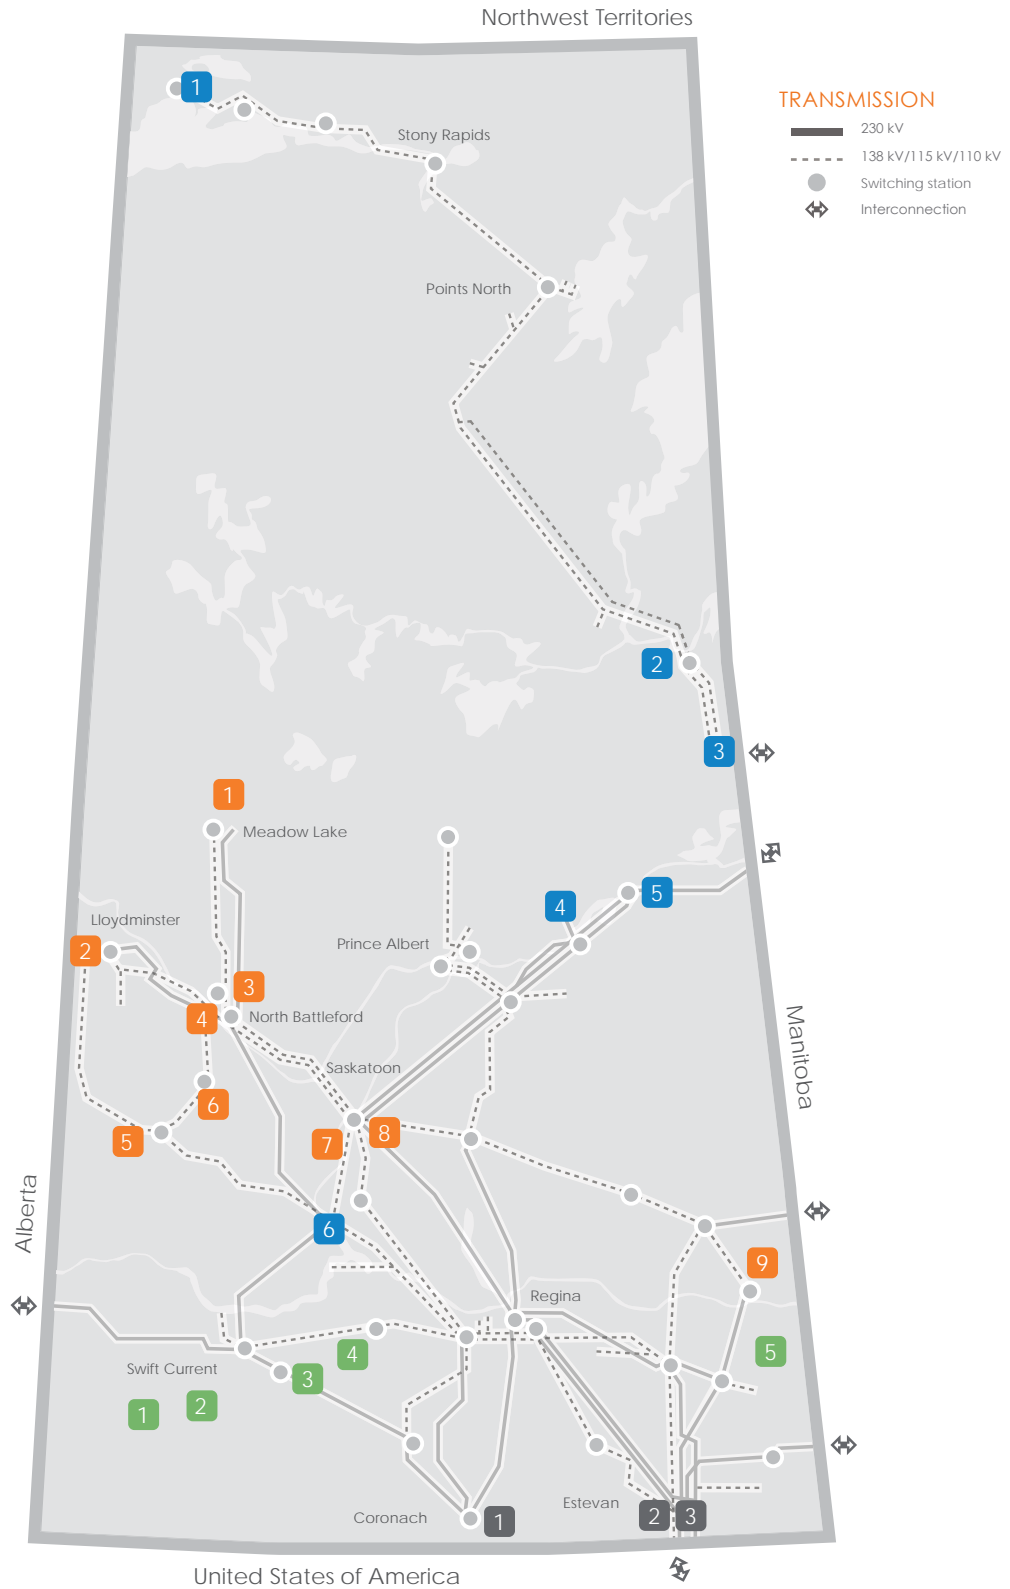 Northwest Territories
1
TRANSMISSION
230 kV
138 kV/115 kV/110 kV
Switching station
Interconnection
Stony Rapids
Points North
2
3
1
Meadow Lake
4
5
Lloydminster
2
Prince Albert
3
4
North Battleford
Manitoba
Saskatoon
6
5
7
8
Alberta
6
9
Regina
4
5
Swift Current
3
1
2
Estevan
Coronach
1
2
3
United States of America